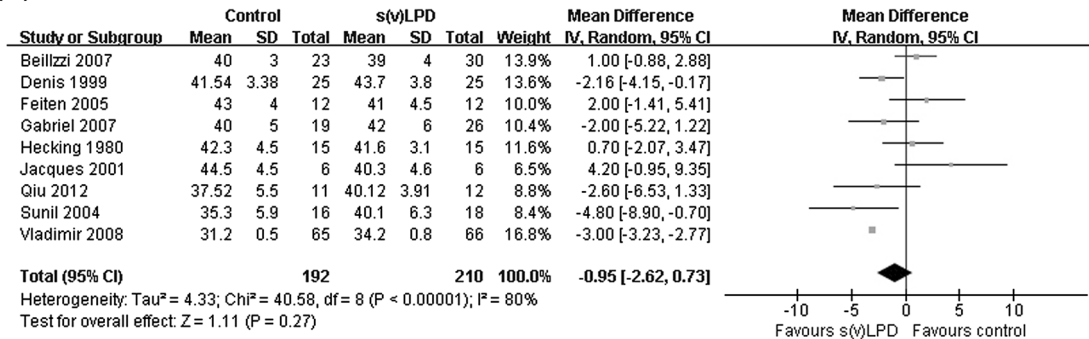 Control s(v)LPD Mean Difference Mean Difference
Study or Subgroup Mean SD Total Mean SD Total Weight IV, Random, 95% CI IV, Random, 95% CI
Beillzzi 2007 40 3 23 39 4 30 13.9% 1.00 [-0.88, 2.88]
Denis 1999 41.54 3.38 25 43.7 3.8 25 13.6% -2.16 [-4.15, -0.17]
Feiten 2005 43 4 12 41 4.5 12 10.0% 2.00 [-1.41, 5.41]
Gabriel 2007 40 5 19 42 6 26 10.4% -2.00 [-5.22, 1.22]
Hecking 1980 42.3 4.5 15 41.6 3.1 15 11.6% 0.70 [-2.07, 3.47]
Jacques 2001 44.5 4.5 6 40.3 4.6 6 6.5% 4.20 [-0.95, 9.35]
Qiu 2012 37.52 5.5 11 40.12 3.91 12 8.8% -2.60 [-6.53, 1.33]
Sunil 2004 35.3 5.9 16 40.1 6.3 18 8.4% -4.80 [-8.90, -0.70]
Vladimir 2008 31.2 0.5 65 34.2 0.8 66 16.8% -3.00 [-3.23, -2.77]
Total (95% CI) 192 210 100.0% -0.95 [-2.62, 0.73]
Heterogeneity: Tau² = 4.33; Chi² = 40.58, df = 8 (P < 0.00001); I² = 80%
Test for overall effect: Z = 1.11 (P = 0.27)
-10 -5 0 5 10
Favours s(v)LPD Favours control